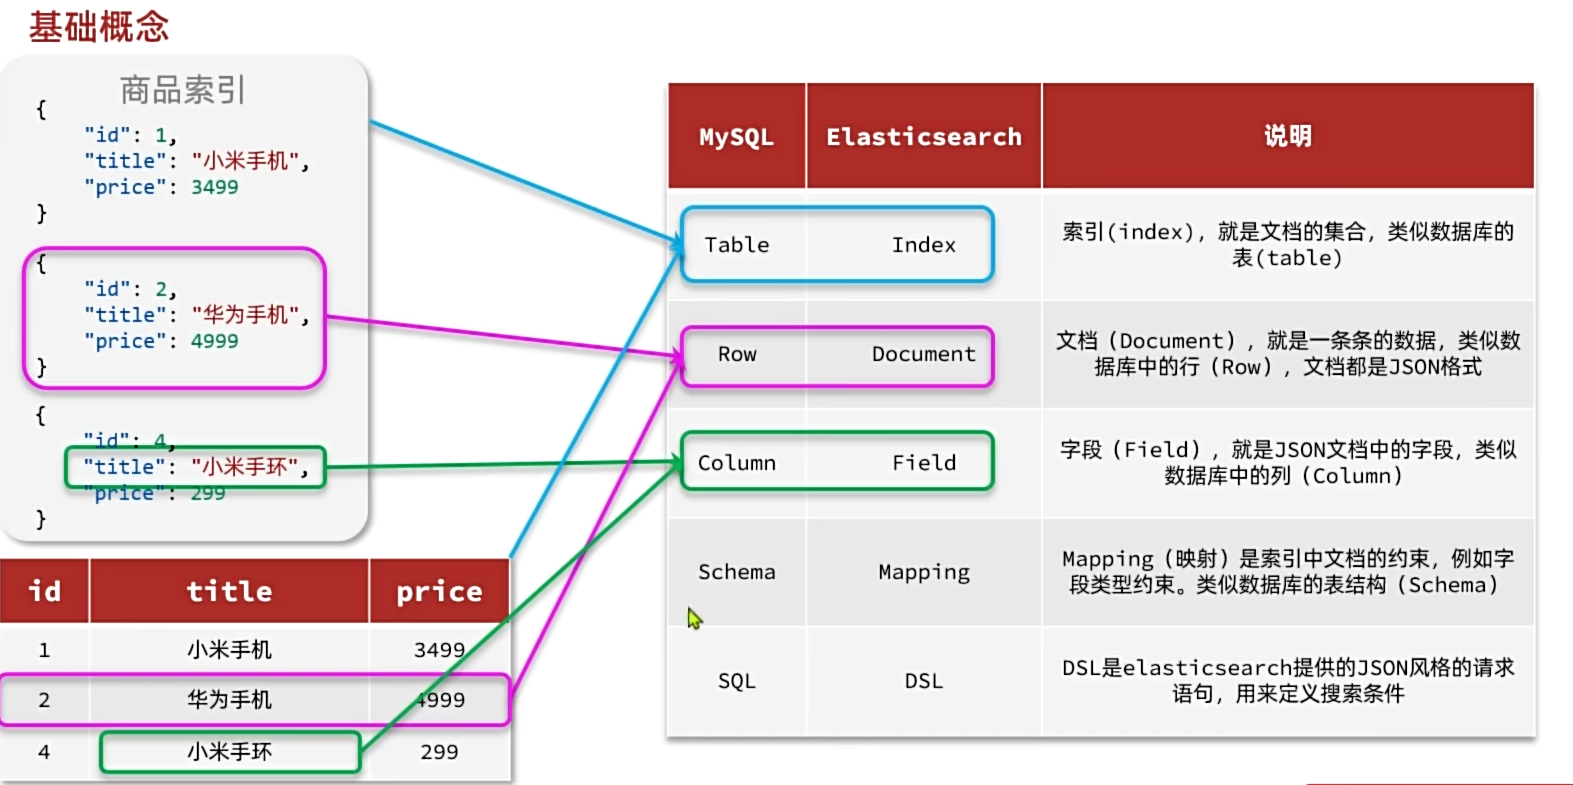 基础概念
商品索引
{
"id": 1,
"title": "小米手机",
"price": 3499
}
{
"id": 2,
"title": "华为手机",
"price": 4999
}
{
"id": 4,
"title": "小米手环",
"price": 299
}
id title price
1 小米手机 3499
2 华为手机 4999
4 小米手环 299
MySQL Elasticsearch 说明
Table Index
索引(index)，就是文档的集合，类似数据库的
表(table)
Row Document
文档（Document），就是一条条的数据，类似数
据库中的行（Row），文档都是JSON格式
Column Field
字段（Field），就是JSON文档中的字段，类似
数据库中的列（Column）
Schema Mapping
Mapping（映射）是索引中文档的约束，例如字
段类型约束。类似数据库的表结构（Schema）
SQL DSL
DSL是elasticsearch提供的JSON风格的请求
语句，用来定义搜索条件